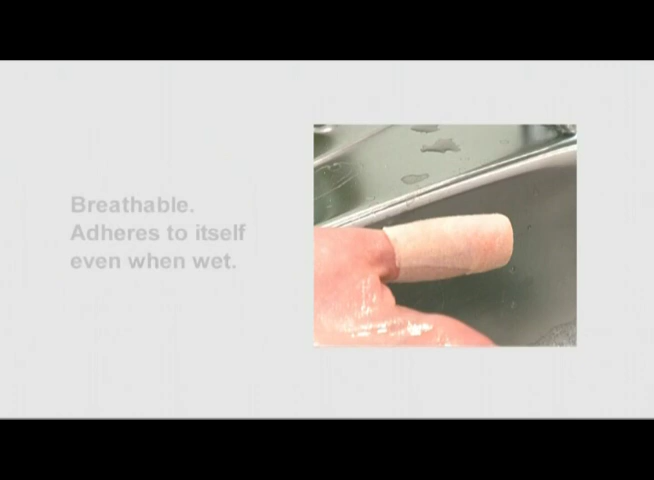 Breathable.
Adheres to itself
even when wet.